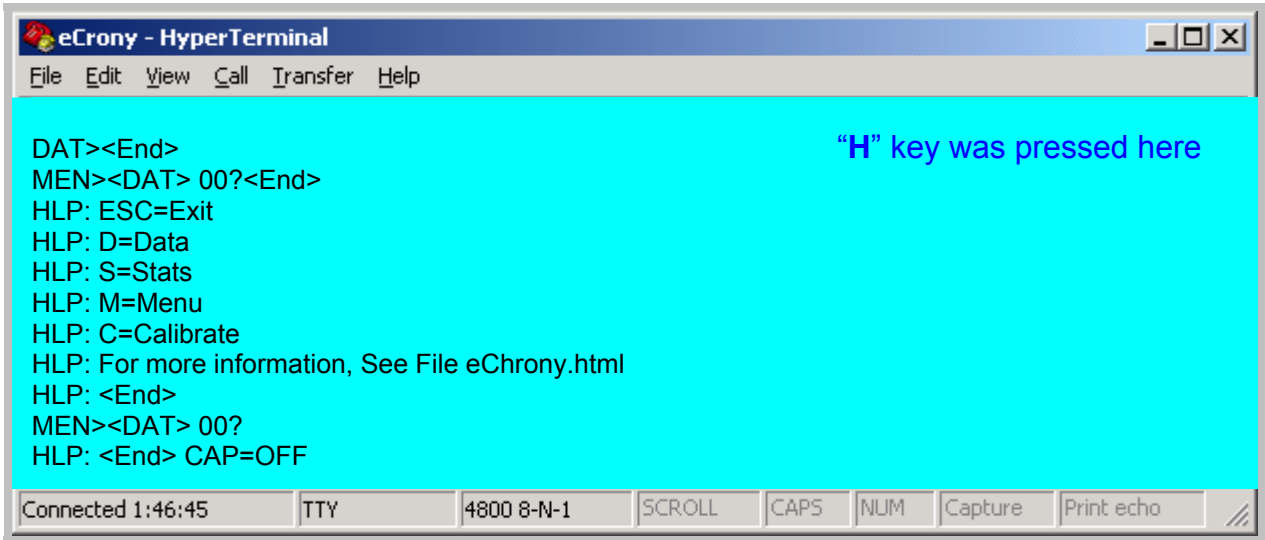 eCrony - HyperTerminal
File Edit View Call Transfer Help
DAT><End>
“H” key was pressed here
MEN><DAT> 00?<End>
HLP: ESC=Exit
HLP: D=Data
HLP: S=Stats
HLP: M=Menu
HLP: C=Calibrate
HLP: For more information, See File eChrony.html
HLP: <End>
MEN><DAT> 00?
HLP: <End> CAP=OFF
Connected 1:46:45 TTY 4800 8-N-1 SCROLL CAPS NUM Capture Print echo